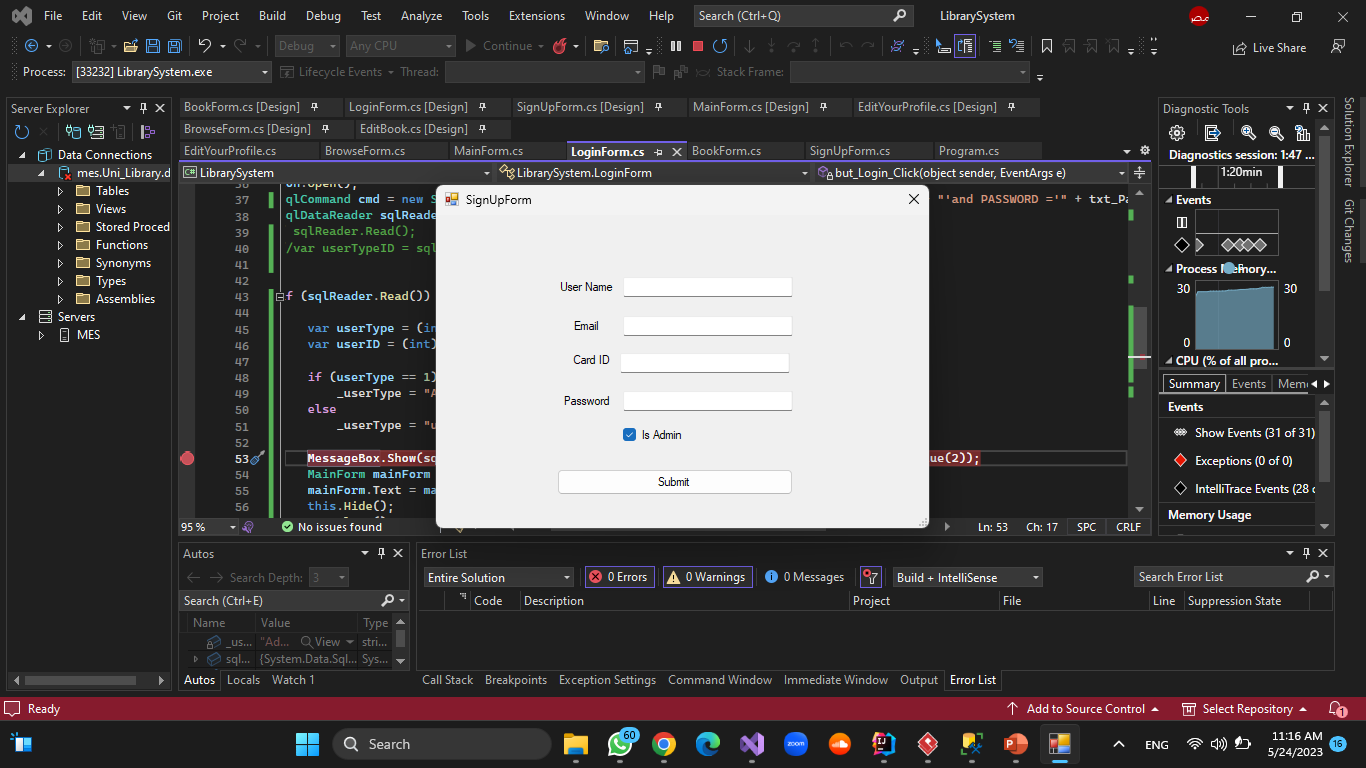 File Edit View Git Project Build Debug Test Analyze Tools Extensions Window Help Search (Ctrl+Q) LibrarySystem
Debug Any CPU Continue Live Share
Process: [33232] LibrarySystem.exe Lifecycle Events Thread: Stack Frame:
Server Explorer
Data Connections
mes.Uni_Library.d
Tables
Views
Stored Proced
Functions
Synonyms
Types
Assemblies
Servers
MES
BookForm.cs [Design] LoginForm.cs [Design] SignUpForm.cs [Design] MainForm.cs [Design] EditYourProfile.cs [Design]
BrowseForm.cs [Design] EditBook.cs [Design]
EditYourProfile.cs BrowseForm.cs MainForm.cs LoginForm.cs BookForm.cs SignUpForm.cs Program.cs
LibrarySystem LibrarySystem.LoginForm but_Login_Click(object sender, EventArgs e)
37 qlCommand cmd = new S "'and PASSWORD ='" + txt_Pa
38 qlDataReader sqlReade
39 sqlReader.Read();
40 /var userTypeID = sql
41
42
43 f (sqlReader.Read())
44
45 var userType = (in
46 var userID = (int)
47
48 if (userType == 1)
49 _userType = "A
50 else
51 _userType = "u
52
53 MessageBox.Show(sq ue(2));
54 MainForm mainForm
55 mainForm.Text = ma
56 this.Hide();
95 % No issues found Ln: 53 Ch: 17 SPC CRLF
SignUpForm
User Name
Email
Card ID
Password
Is Admin
Submit
Diagnostic Tools
Diagnostics session: 1:47 ...
1:20min
Events
Process Memory...
30 30
0 0
CPU (% of all pro...
Summary Events Mem
Events
Show Events (31 of 31)
Exceptions (0 of 0)
IntelliTrace Events (28 o
Memory Usage
Solution Explorer
Git Changes
Autos
Search Depth: 3
Search (Ctrl+E)
Name Value Type
_us... "Ad... View stri...
sql... {System.Data.Sql... Sys...
Autos Locals Watch 1
Error List
Entire Solution 0 Errors 0 Warnings 0 Messages Build + IntelliSense Search Error List
Code Description Project File Line Suppression State
Call Stack Breakpoints Exception Settings Command Window Immediate Window Output Error List
Ready Add to Source Control Select Repository 1
Search 60 zoom ENG 11:16 AM 16
5/24/2023